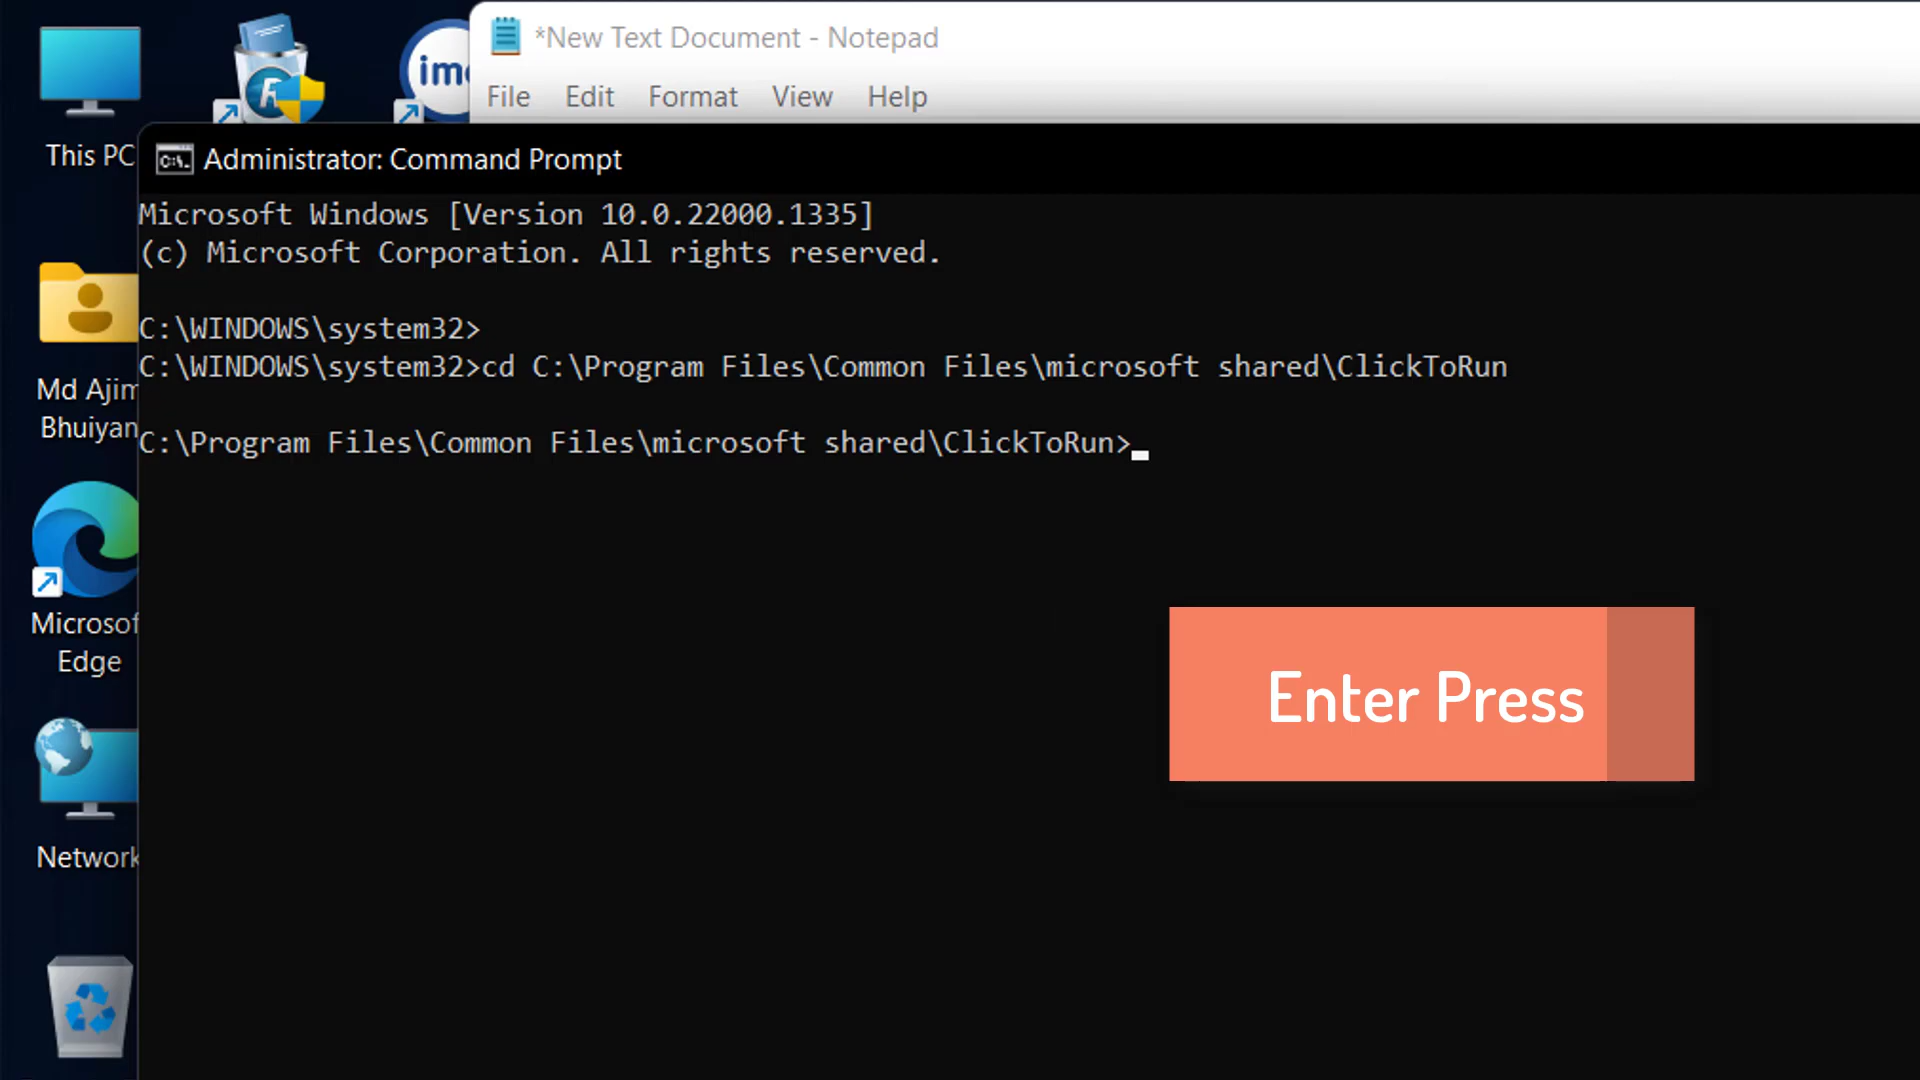 *New Text Document - Notepad
File Edit Format View Help
This PC
Administrator: Command Prompt
Microsoft Windows [Version 10.0.22000.1335]
(c) Microsoft Corporation. All rights reserved.
C:\WINDOWS\system32>
C:\WINDOWS\system32>cd C:\Program Files\Common Files\microsoft shared\ClickToRun
C:\Program Files\Common Files\microsoft shared\ClickToRun>
Md Ajim
Bhuiyan
Microsof
Edge
Enter Press
Network